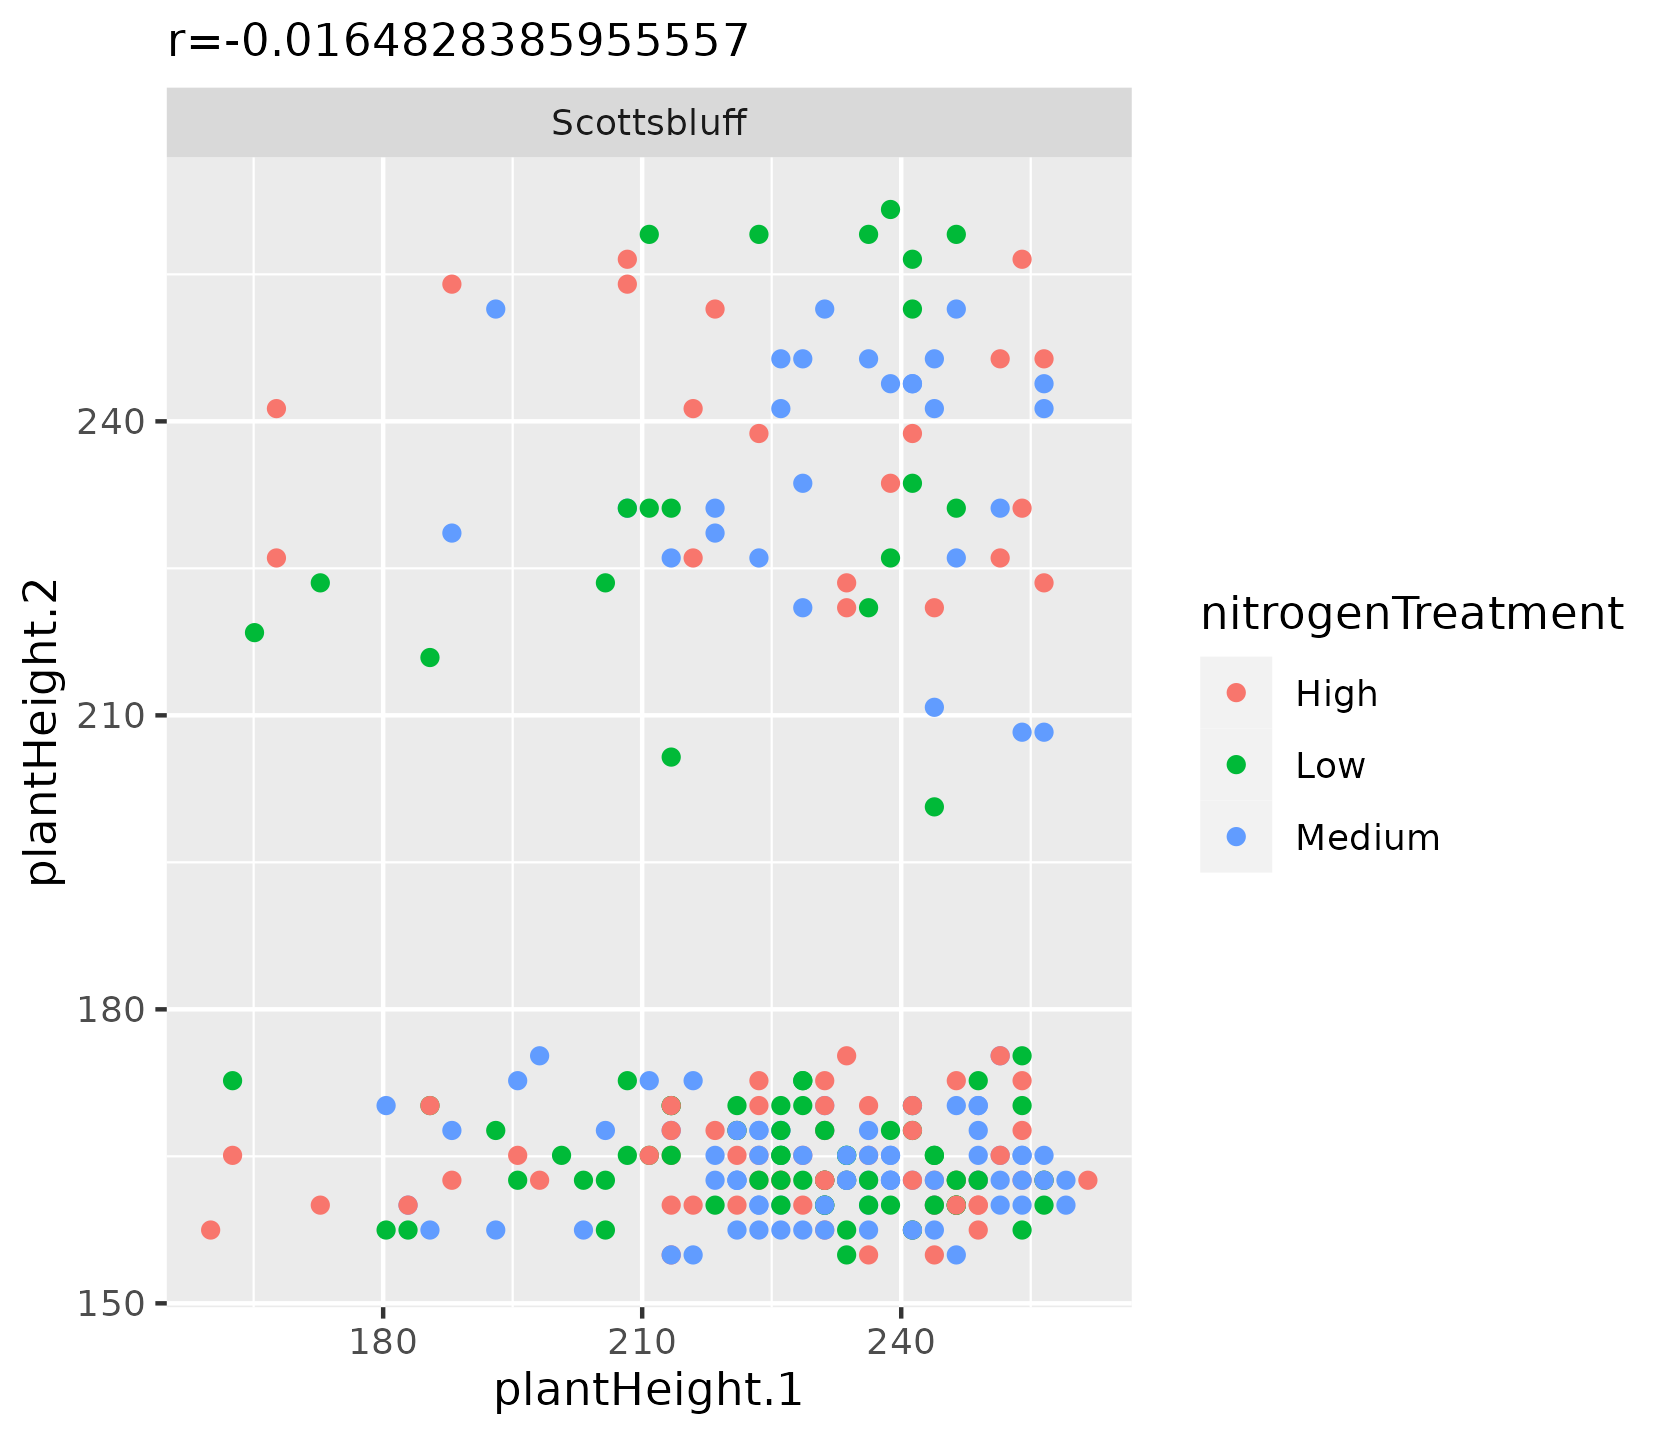 r=-0.0164828385955557
Scottsbluff
240
210
180
150
180 210 240
plantHeight.1
plantHeight.2
nitrogenTreatment
High
Low
Medium